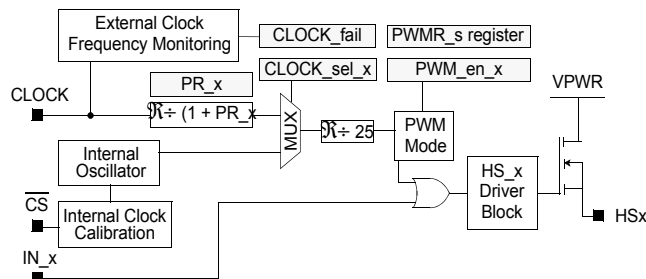 External Clock
Frequency Monitoring
CLOCK_fail
PWMR_s register
PR_x
CLOCK_sel_x
PWM_en_x
VPWR
CLOCK
ℜ÷ (1 + PR_x
MUX
ℜ÷ 25
PWM
Mode
Internal
Oscillator
HS_x
Driver
Block
CS
Internal Clock
Calibration
HSx
IN_x